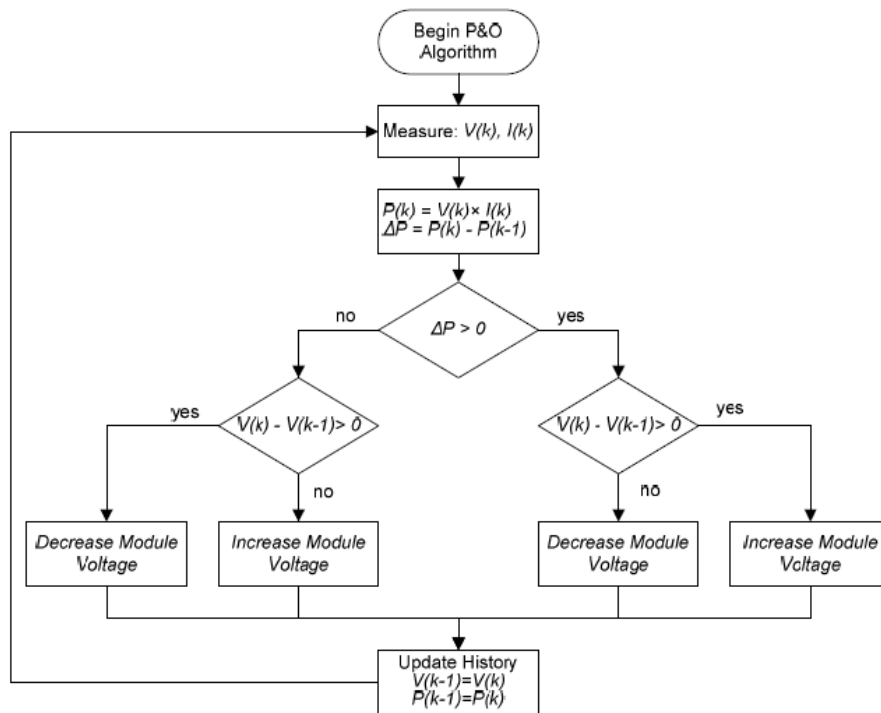 Begin P&O
Algorithm
Measure: V(k), I(k)
P(k) = V(k)× I(k)
ΔP = P(k) - P(k-1)
ΔP > 0
no
yes
V(k) - V(k-1)> 0
yes
no
V(k) - V(k-1)> 0
yes
no
Decrease Module
Voltage
Increase Module
Voltage
Decrease Module
Voltage
Increase Module
Voltage
Update History
V(k-1)=V(k)
P(k-1)=P(k)